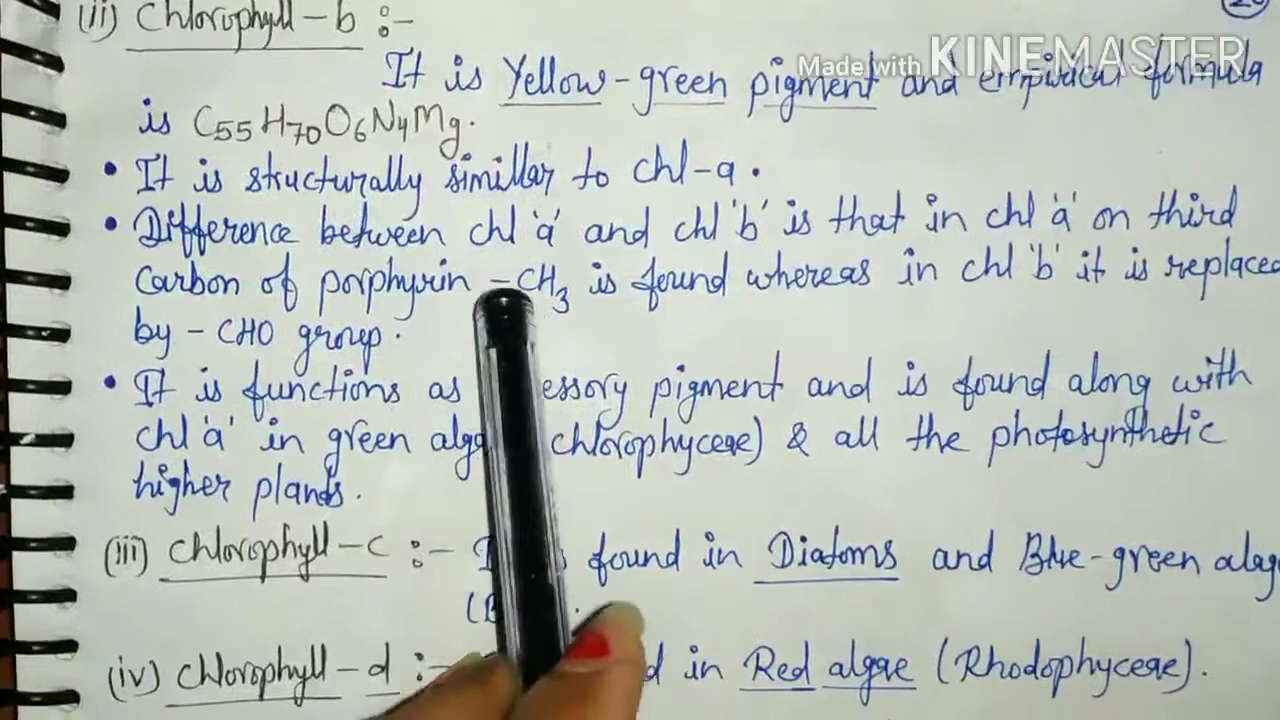 (ii) Chlorophyll-b :-
Made with KINEMASTER
It is Yellow-green pigment and empirical formula
is C55H70O6N4Mg.
• It is structurally similar to chl-a.
• Difference between chl 'a' and chl 'b' is that in chl 'a' on third
Carbon of porphyrin -CH3 is found whereas in chl 'b' it is replaced
by -CHO group.
• It is functions as pigment and is found along with
chl 'a' in green chlorophyceae) & all the photosynthetic
higher plants.
(iii) Chlorophyll-c :- found in Diatoms and Blue-green
(iv) Chlorophyll-d :- in Red algae (Rhodophyceae).